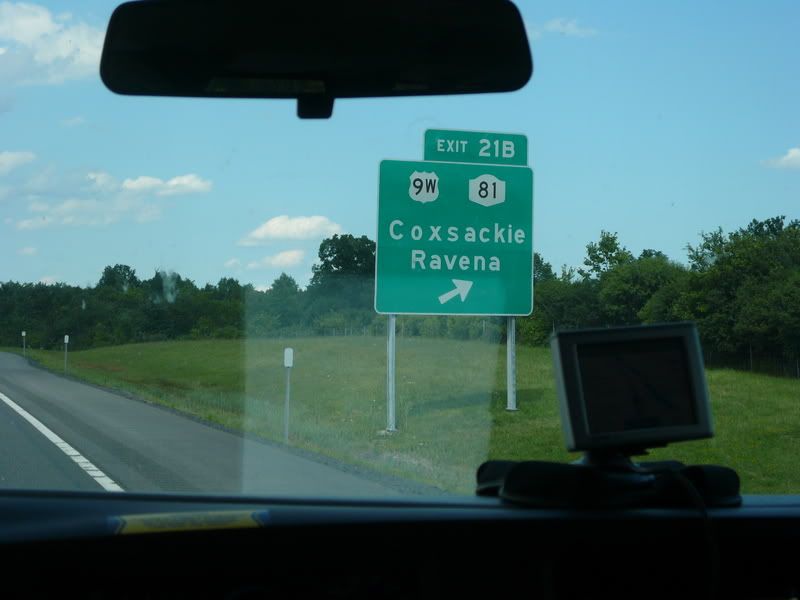 EXIT 21B
9W 81
Coxsackie
Ravena